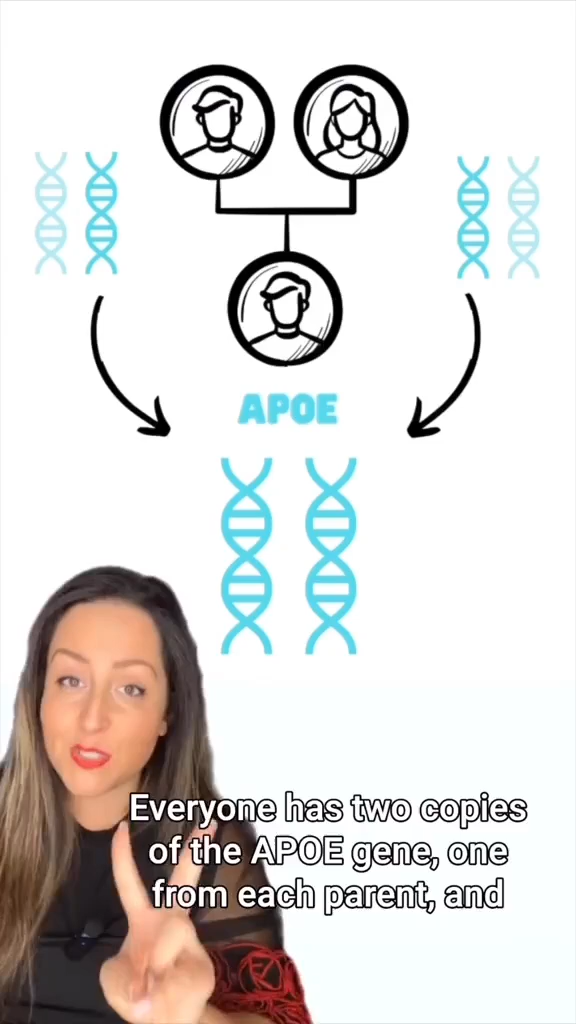 APOE
Everyone has two copies
of the APOE gene, one
from each parent, and